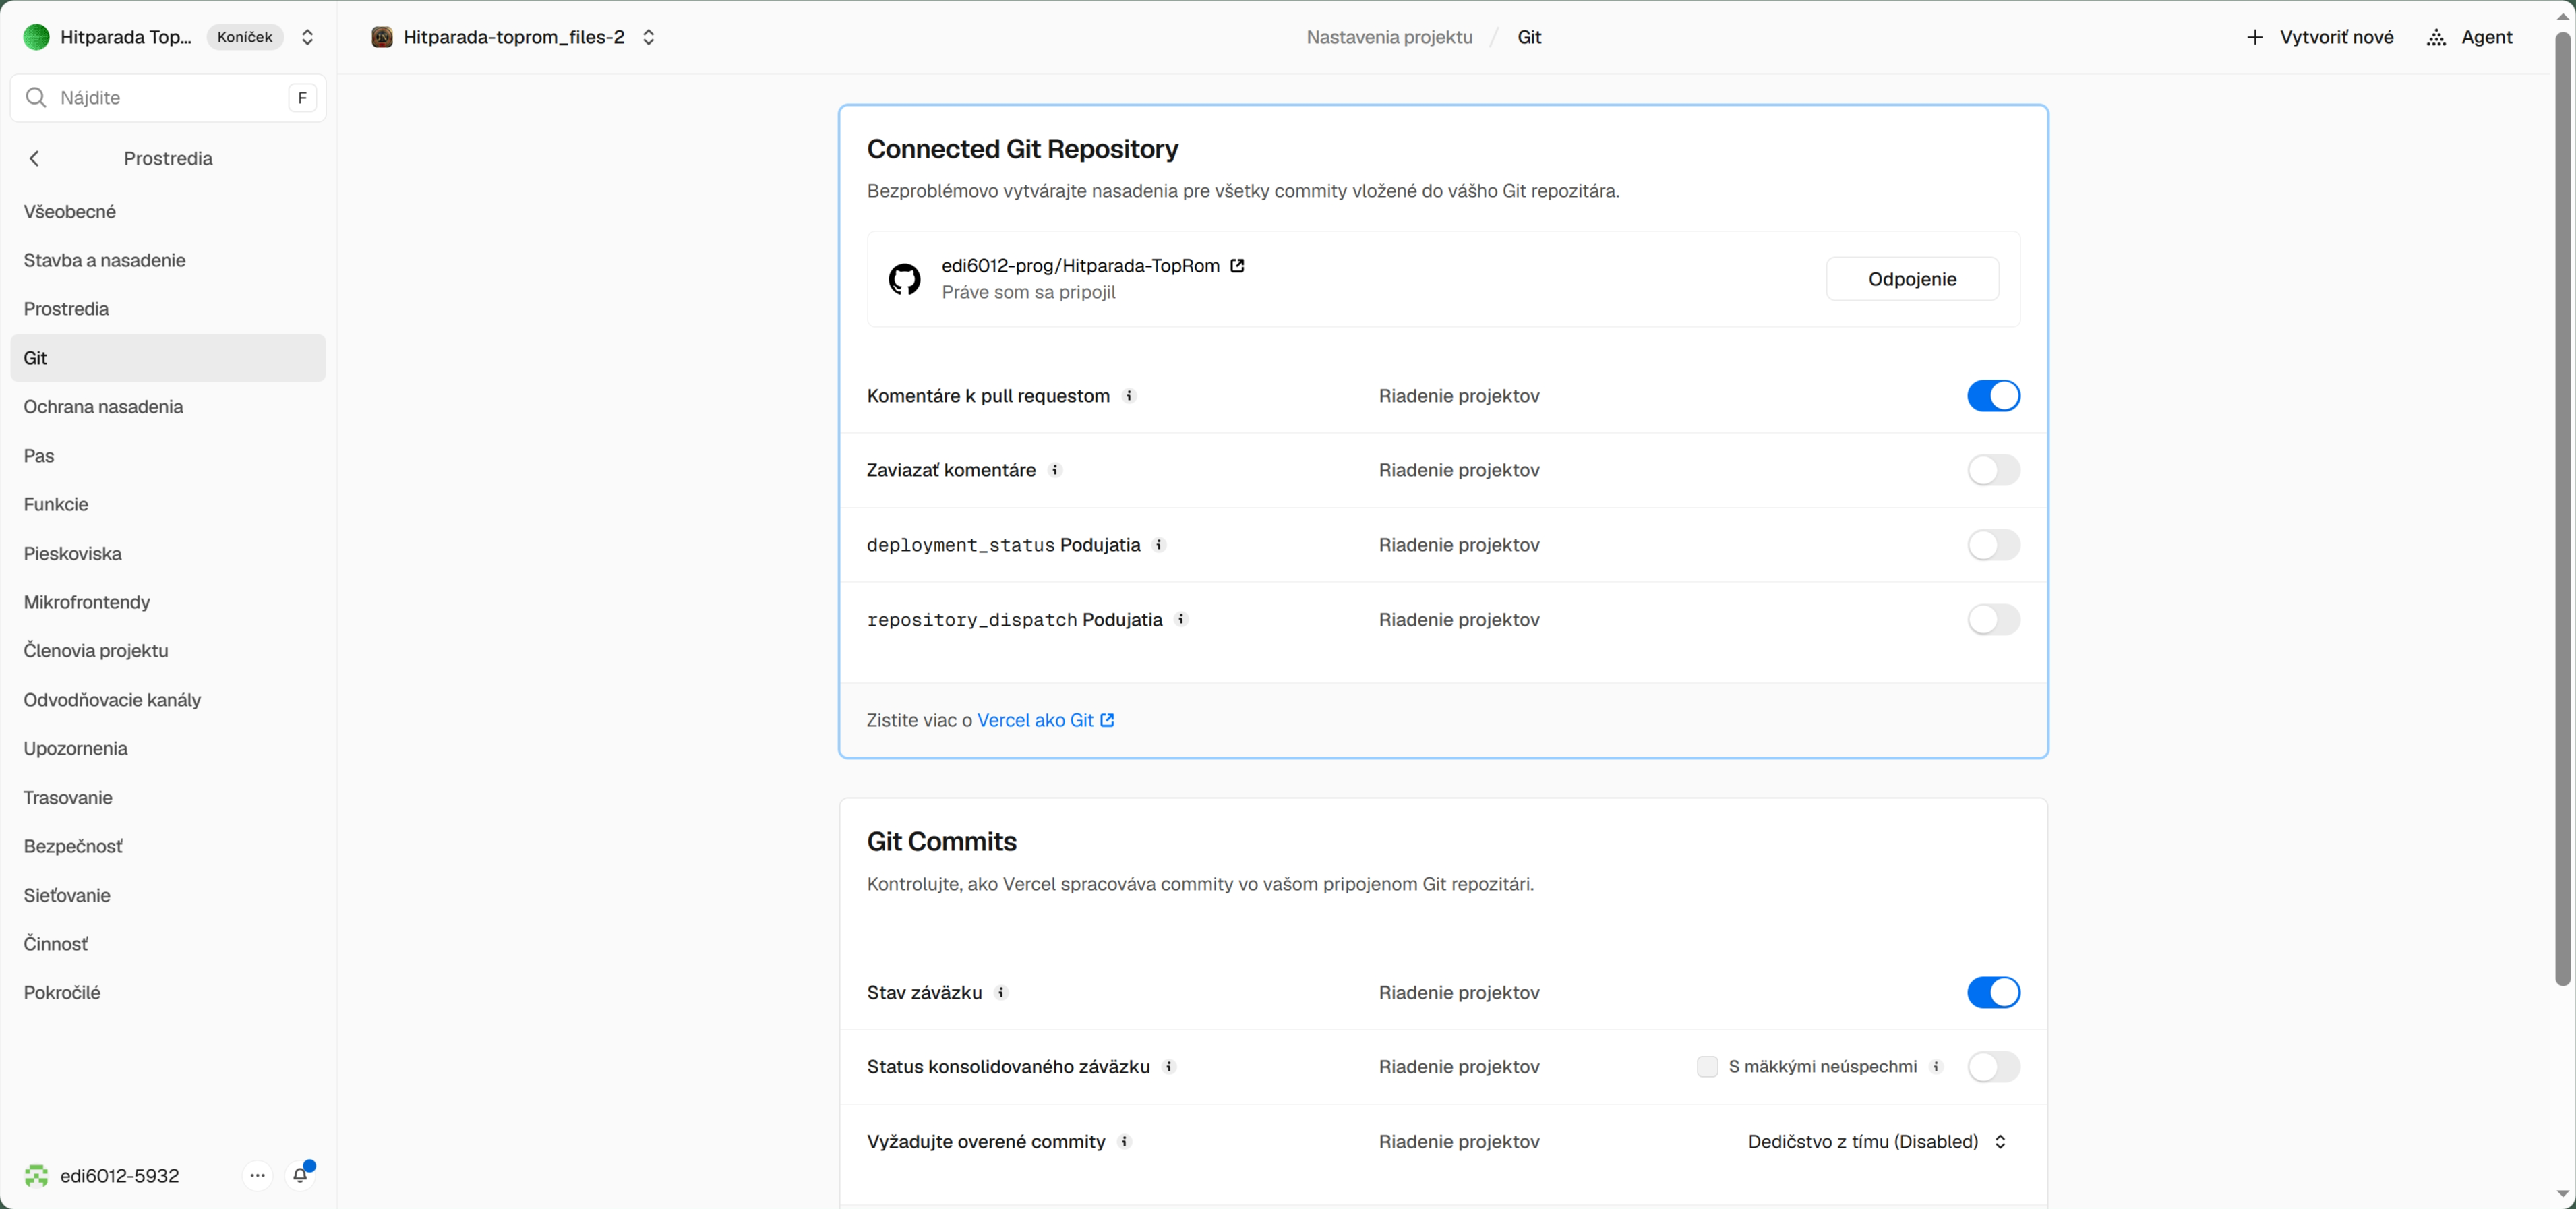 Hitparada Top...
Koníček
Hitparada-toprom_files-2
Nastavenia projektu / Git
Vytvoriť nové
Agent
Nájdite
F
Prostredia
Všeobecné
Stavba a nasadenie
Prostredia
Git
Ochrana nasadenia
Pas
Funkcie
Pieskoviska
Mikrofrontendy
Členovia projektu
Odvodňovacie kanály
Upozornenia
Trasovanie
Bezpečnosť
Sieťovanie
Činnosť
Pokročilé
edi6012-5932
Connected Git Repository
Bezproblémovo vytvárajte nasadenia pre všetky commity vložené do vášho Git repozitára.
edi6012-prog/Hitparada-TopRom
Práve som sa pripojil
Odpojenie
Komentáre k pull requestom
Riadenie projektov
Zaviazať komentáre
Riadenie projektov
deployment_status Podujatia
Riadenie projektov
repository_dispatch Podujatia
Riadenie projektov
Zistite viac o Vercel ako Git
Git Commits
Kontrolujte, ako Vercel spracováva commity vo vašom pripojenom Git repozitári.
Stav záväzku
Riadenie projektov
Status konsolidovaného záväzku
Riadenie projektov
S mäkkými neúspechmi
Vyžadujte overené commity
Riadenie projektov
Dedičstvo z tímu (Disabled)